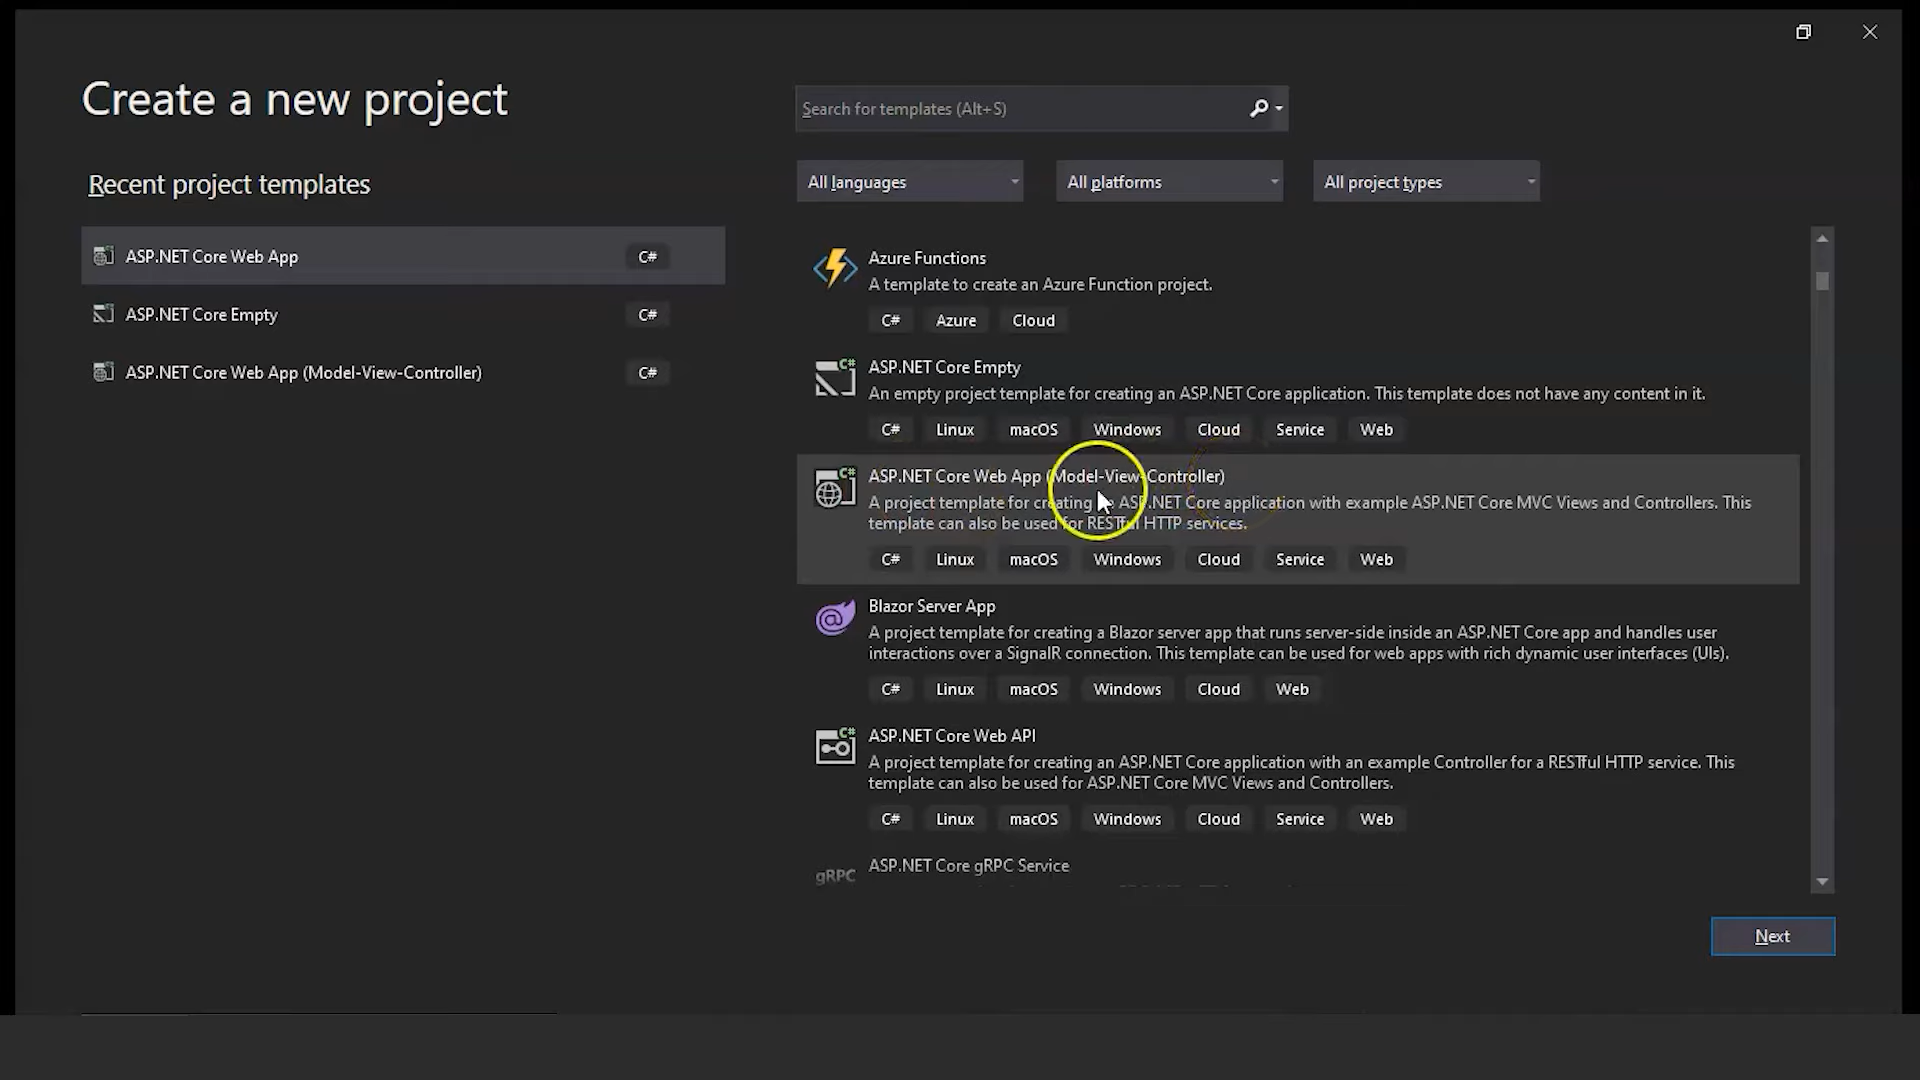 Create a new project
Search for templates (Alt+S)
Recent project templates
All languages
All platforms
All project types
ASP.NET Core Web App
C#
ASP.NET Core Empty
C#
ASP.NET Core Web App (Model-View-Controller)
C#
Azure Functions
A template to create an Azure Function project.
C# Azure Cloud
C#
ASP.NET Core Empty
An empty project template for creating an ASP.NET Core application. This template does not have any content in it.
C# Linux macOS Windows Cloud Service Web
C#
ASP.NET Core Web App (Model-View-Controller)
A project template for creating an ASP.NET Core application with example ASP.NET Core MVC Views and Controllers. This
template can also be used for RESTful HTTP services.
C# Linux macOS Windows Cloud Service Web
Blazor Server App
A project template for creating a Blazor server app that runs server-side inside an ASP.NET Core app and handles user
interactions over a SignalR connection. This template can be used for web apps with rich dynamic user interfaces (UIs).
C# Linux macOS Windows Cloud Web
C#
ASP.NET Core Web API
A project template for creating an ASP.NET Core application with an example Controller for a RESTful HTTP service. This
template can also be used for ASP.NET Core MVC Views and Controllers.
C# Linux macOS Windows Cloud Service Web
gRPC
ASP.NET Core gRPC Service
Next